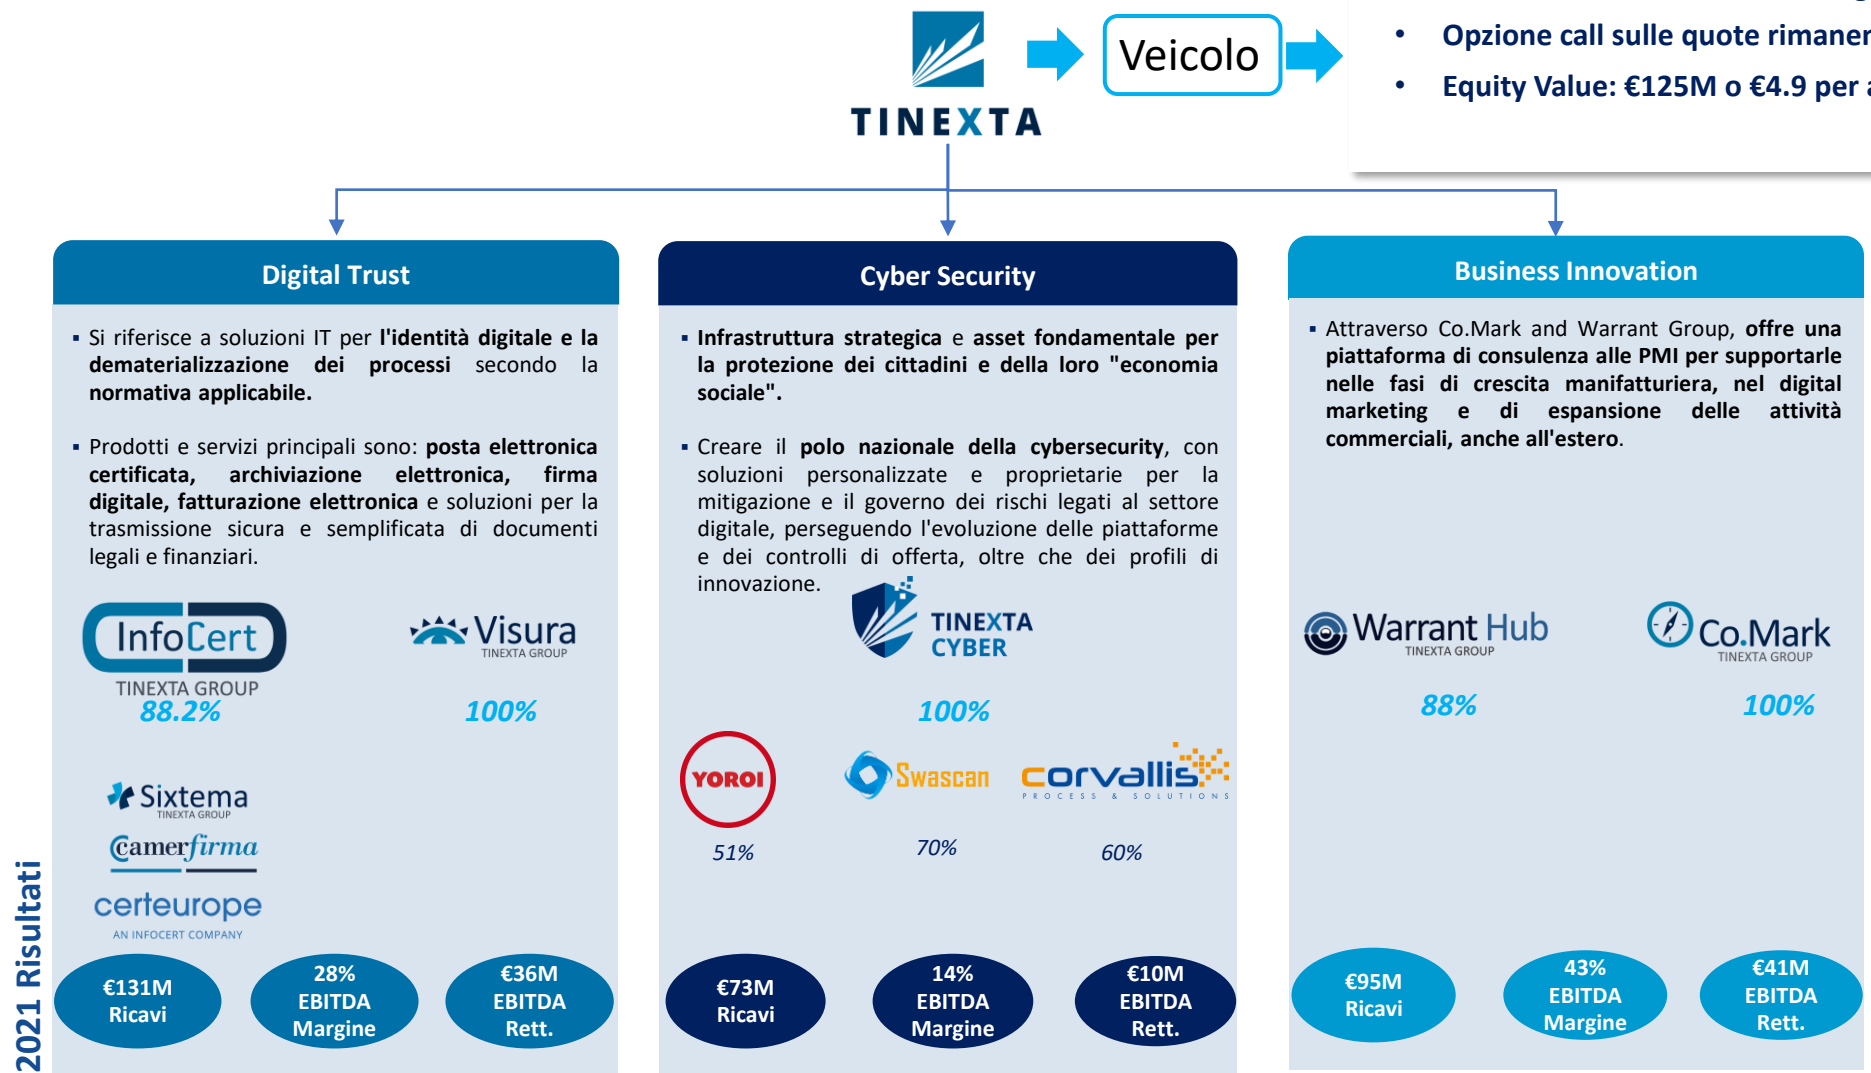 • Opzione call sulle quote
• Equity Value: €125M o €4.9 per
TINEXTA
Veicolo
Digital Trust
▪ Si riferisce a soluzioni IT per l'identità digitale e la
dematerializzazione dei processi secondo la
normativa applicabile.
▪ Prodotti e servizi principali sono: posta elettronica
certificata, archiviazione elettronica, firma
digitale, fatturazione elettronica e soluzioni per la
trasmissione sicura e semplificata di documenti
legali e finanziari.
InfoCert
TINEXTA GROUP
88.2%
Visura
TINEXTA GROUP
100%
Sixtema
TINEXTA GROUP
Camerfirma
certeurope
AN INFOCERT COMPANY
€131M
Ricavi
28%
EBITDA
Margine
€36M
EBITDA
Rett.
Cyber Security
▪ Infrastruttura strategica e asset fondamentale per
la protezione dei cittadini e della loro "economia
sociale".
▪ Creare il polo nazionale della cybersecurity, con
soluzioni personalizzate e proprietarie per la
mitigazione e il governo dei rischi legati al settore
digitale, perseguendo l'evoluzione delle piattaforme
e dei controlli di offerta, oltre che dei profili di
innovazione.
TINEXTA
CYBER
100%
YOROI
51%
Swascan
70%
corvallis
PROCESS & SOLUTIONS
60%
€73M
Ricavi
14%
EBITDA
Margine
€10M
EBITDA
Rett.
Business Innovation
▪ Attraverso Co.Mark and Warrant Group, offre una
piattaforma di consulenza alle PMI per supportarle
nelle fasi di crescita manifatturiera, nel digital
marketing e di espansione delle attività
commerciali, anche all'estero.
Warrant Hub
TINEXTA GROUP
88%
Co.Mark
TINEXTA GROUP
100%
€95M
Ricavi
43%
EBITDA
Margine
€41M
EBITDA
Rett.
2021 Risultati